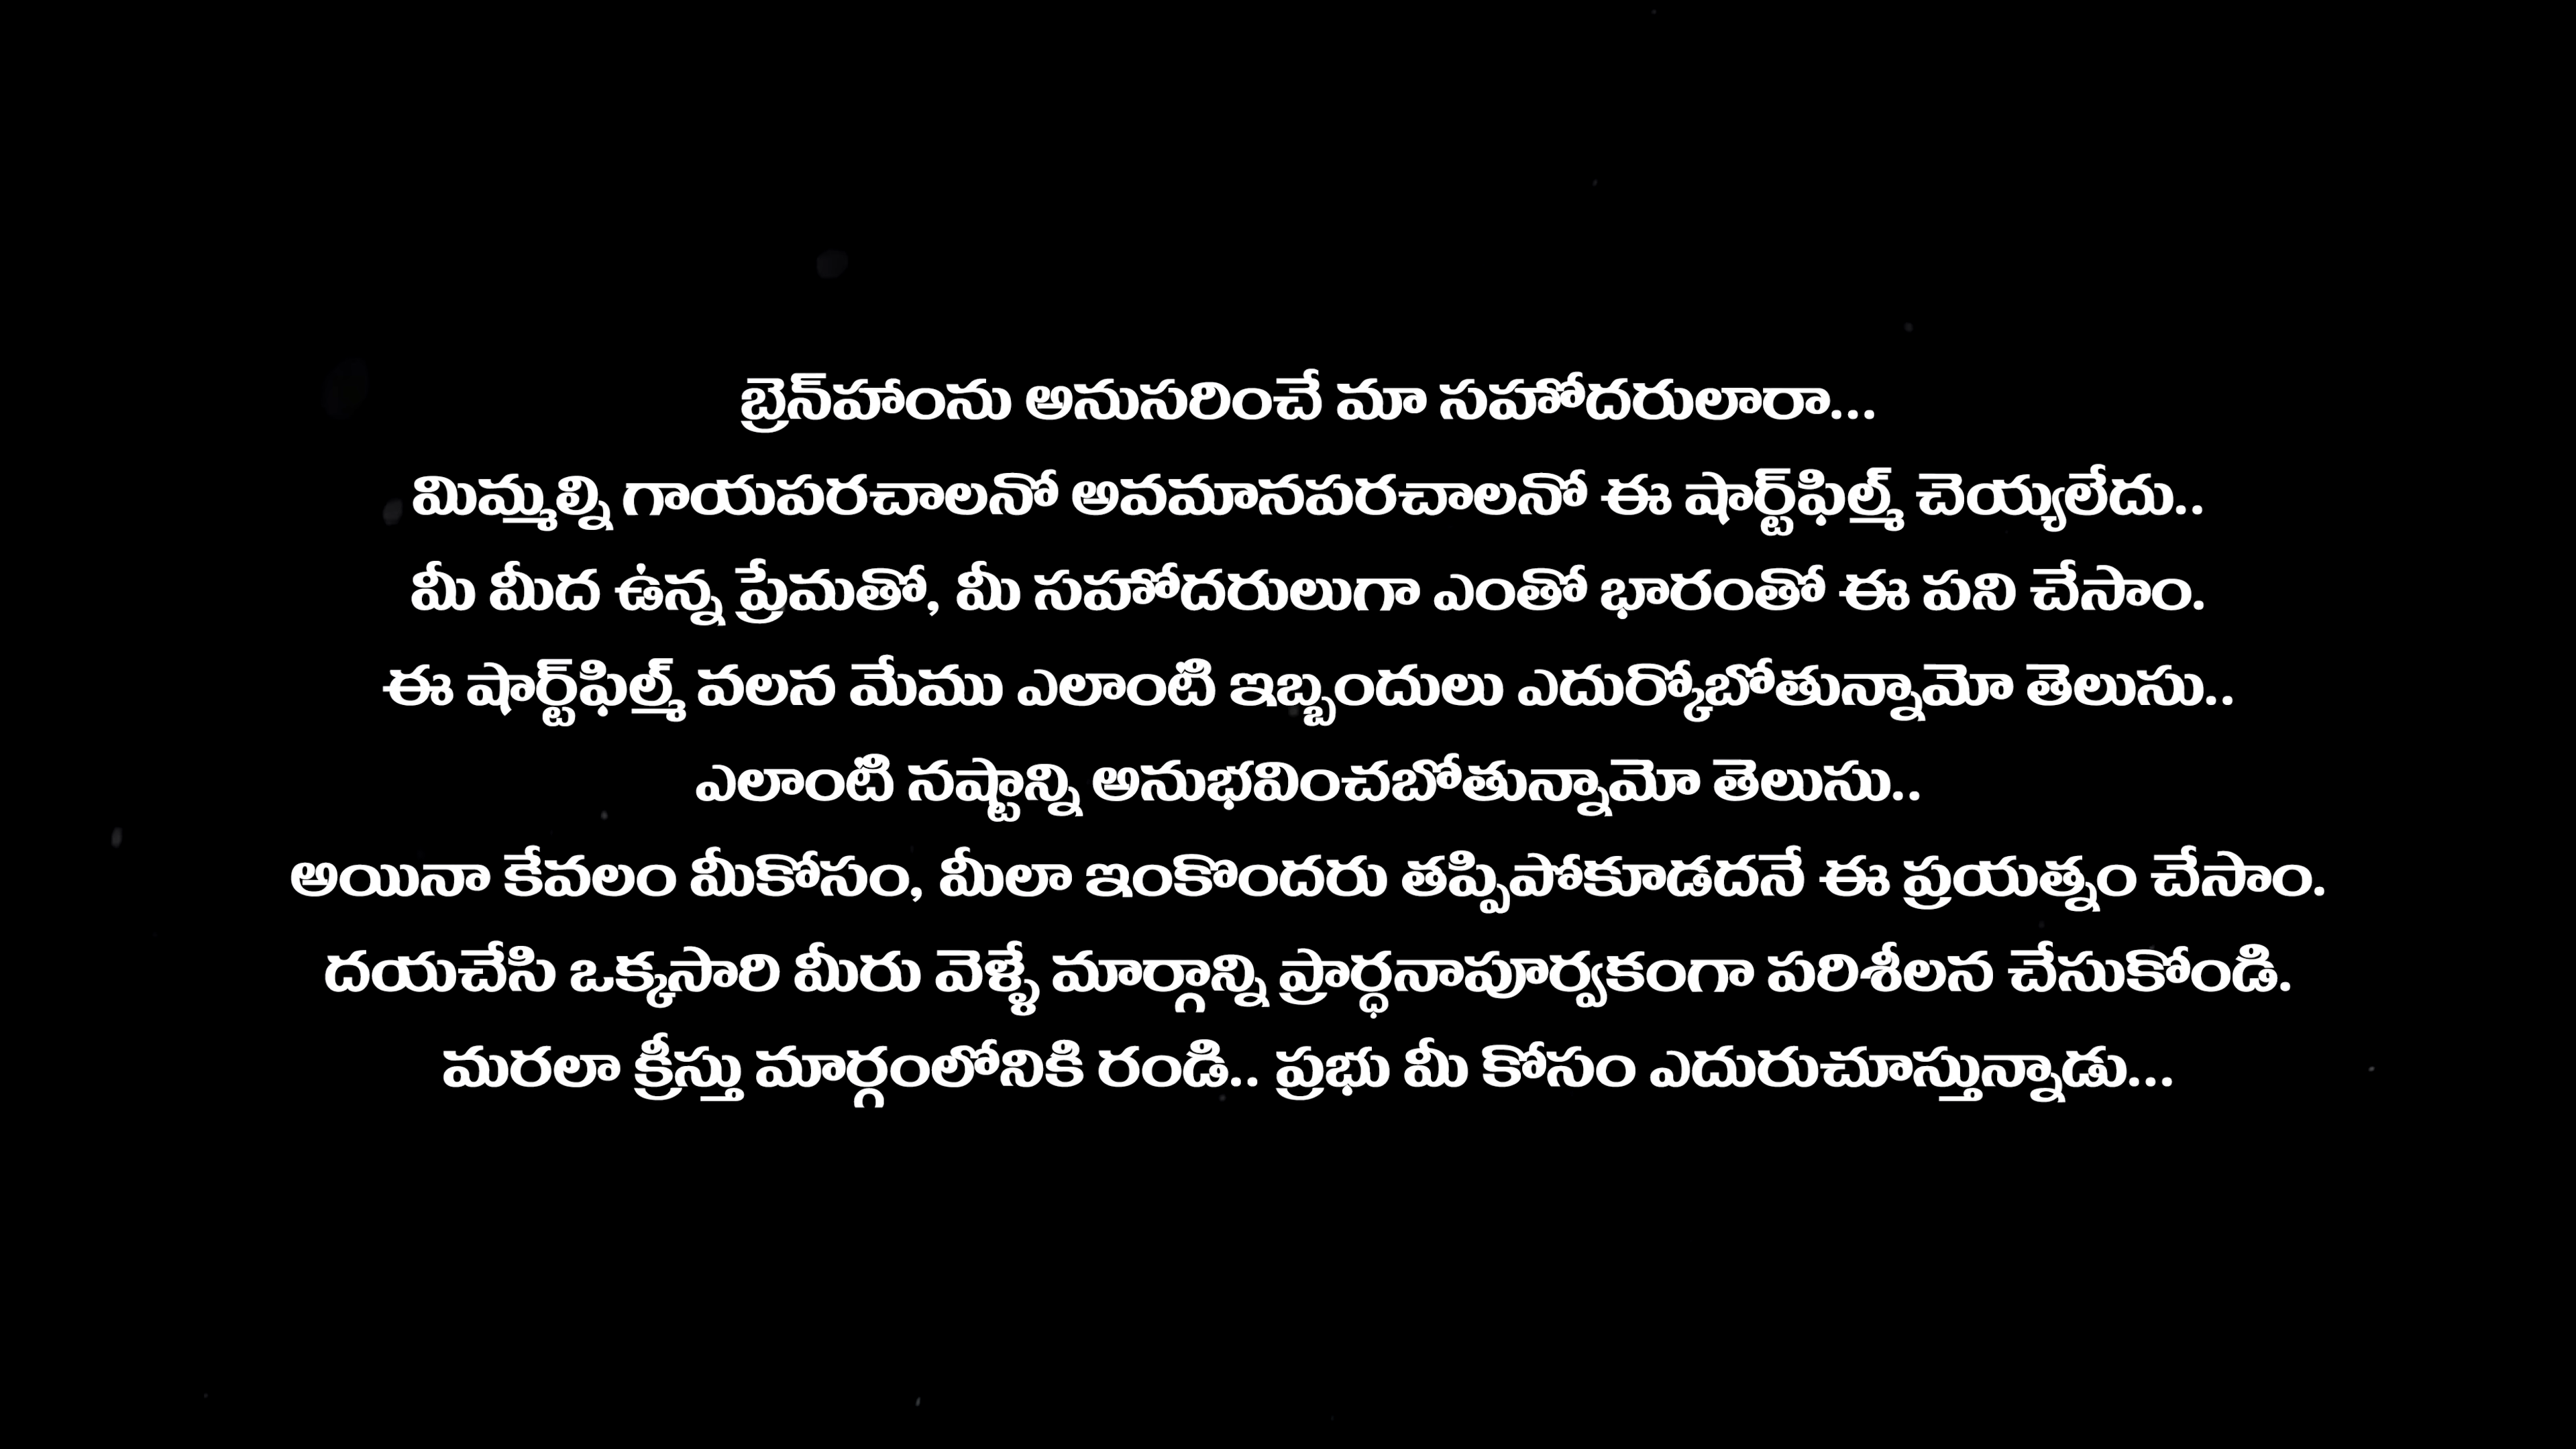 బ్రెన్‌హాంను అనుసరించే మా సహోదరులారా...
మిమ్మల్ని గాయపరచాలనో అవమానపరచాలనో ఈ షార్ట్‌ఫిల్మ్ చెయ్యలేదు..
మీ మీద ఉన్న ప్రేమతో, మీ సహోదరులుగా ఎంతో భారంతో ఈ పని చేసాం.
ఈ షార్ట్‌ఫిల్మ్ వలన మేము ఎలాంటి ఇబ్బందులు ఎదుర్కోబోతున్నామో తెలుసు..
ఎలాంటి నష్టాన్ని అనుభవించబోతున్నామో తెలుసు..
అయినా కేవలం మీకోసం, మీలా ఇంకొందరు తప్పిపోకూడదనే ఈ ప్రయత్నం చేసాం.
దయచేసి ఒక్కసారి మీరు వెళ్ళే మార్గాన్ని ప్రార్ధనాపూర్వకంగా పరిశీలన చేసుకోండి.
మరలా క్రీస్తు మార్గంలోనికి రండి.. ప్రభు మీ కోసం ఎదురుచూస్తున్నాడు...